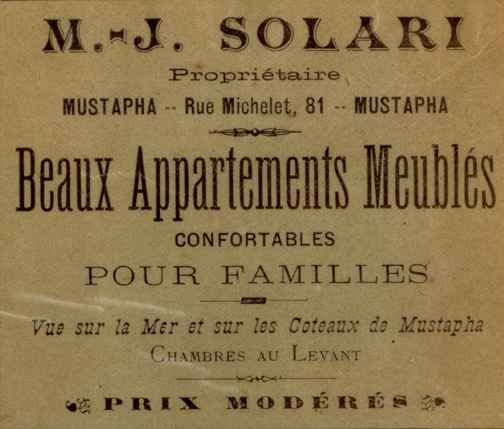 M.-J. SOLARI
Propriétaire
MUSTAPHA -- Rue Michelet, 81 -- MUSTAPHA
Beaux Appartements Meublés
CONFORTABLES
POUR FAMILLES
Vue sur la Mer et sur les Coteaux de Mustapha
CHAMBRES AU LEVANT
PRIX MODÉRÉS